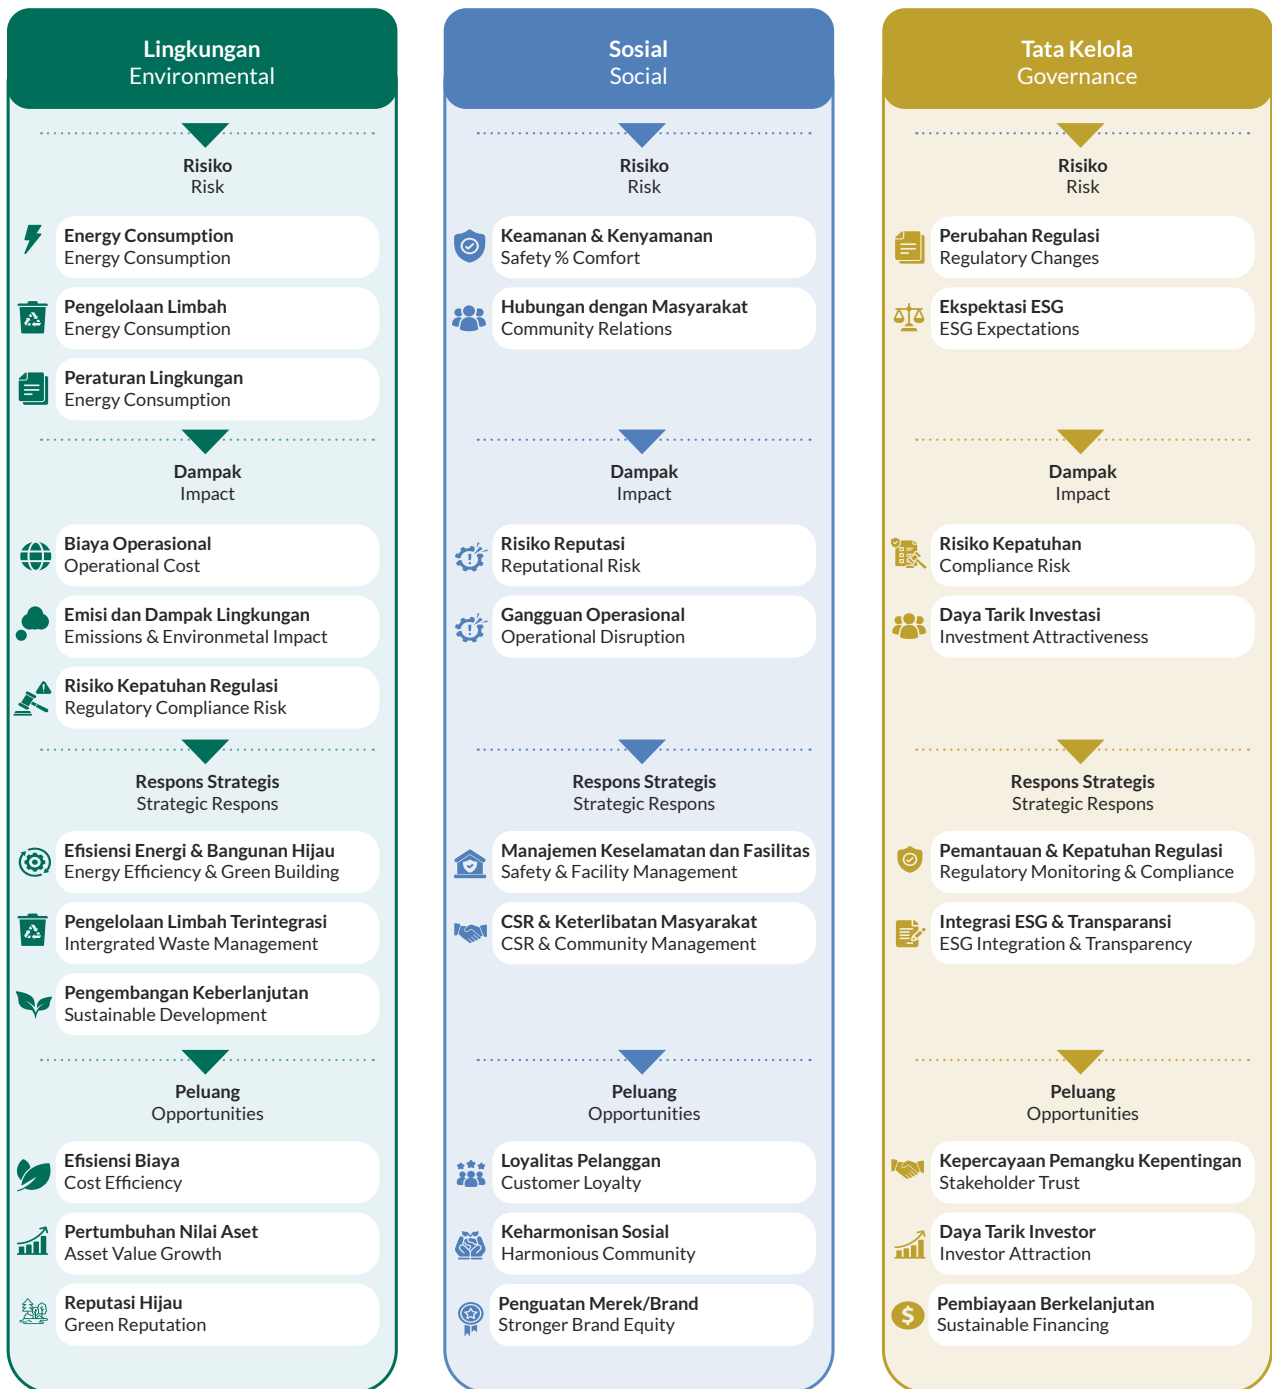 Lingkungan
Environmental
Risiko
Risk
Energy Consumption
Energy Consumption
Pengelolaan Limbah
Energy Consumption
Peraturan Lingkungan
Energy Consumption
Dampak
Impact
Biaya Operasional
Operational Cost
Emisi dan Dampak Lingkungan
Emissions & Environmetal Impact
Risiko Kepatuhan Regulasi
Regulatory Compliance Risk
Respons Strategis
Strategic Respons
Efisiensi Energi & Bangunan Hijau
Energy Efficiency & Green Building
Pengelolaan Limbah Terintegrasi
Intergrated Waste Management
Pengembangan Keberlanjutan
Sustainable Development
Peluang
Opportunities
Efisiensi Biaya
Cost Efficiency
Pertumbuhan Nilai Aset
Asset Value Growth
Reputasi Hijau
Green Reputation
Sosial
Social
Risiko
Risk
Keamanan & Kenyamanan
Safety % Comfort
Hubungan dengan Masyarakat
Community Relations
Dampak
Impact
Risiko Reputasi
Reputational Risk
Gangguan Operasional
Operational Disruption
Respons Strategis
Strategic Respons
Manajemen Keselamatan dan Fasilitas
Safety & Facility Management
CSR & Keterlibatan Masyarakat
CSR & Community Management
Peluang
Opportunities
Loyalitas Pelanggan
Customer Loyalty
Keharmonisan Sosial
Harmonious Community
Penguatan Merek/Brand
Stronger Brand Equity
Tata Kelola
Governance
Risiko
Risk
Perubahan Regulasi
Regulatory Changes
Ekspektasi ESG
ESG Expectations
Dampak
Impact
Risiko Kepatuhan
Compliance Risk
Daya Tarik Investasi
Investment Attractiveness
Respons Strategis
Strategic Respons
Pemantauan & Kepatuhan Regulasi
Regulatory Monitoring & Compliance
Integrasi ESG & Transparansi
ESG Integration & Transparency
Peluang
Opportunities
Kepercayaan Pemangku Kepentingan
Stakeholder Trust
Daya Tarik Investor
Investor Attraction
Pembiayaan Berkelanjutan
Sustainable Financing